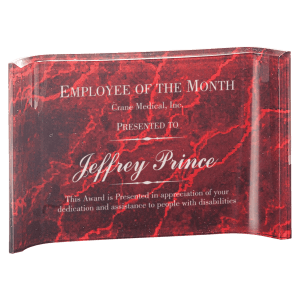 EMPLOYEE OF THE MONTH
Crane Medical, Inc.
PRESENTED TO
Jeffrey Prince
This Award is Presented in appreciation of your
dedication and assistance to people with disabilities